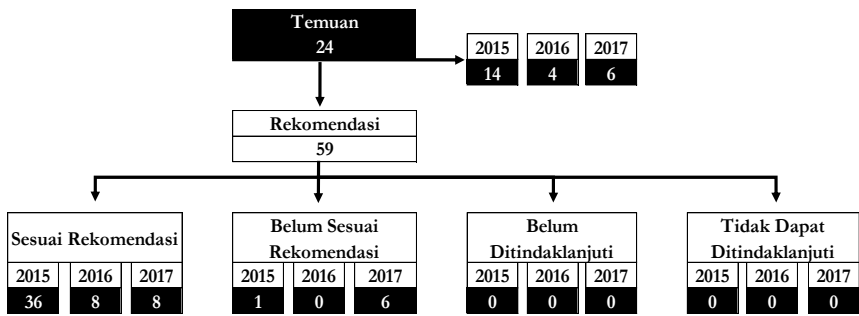 Temuan
24
2015 2016 2017
14 4 6
Rekomendasi
59
Sesuai Rekomendasi
2015 2016 2017
36 8 8
Belum Sesuai
Rekomendasi
2015 2016 2017
1 0 6
Belum
Ditindaklanjuti
2015 2016 2017
0 0 0
Tidak Dapat
Ditindaklanjuti
2015 2016 2017
0 0 0